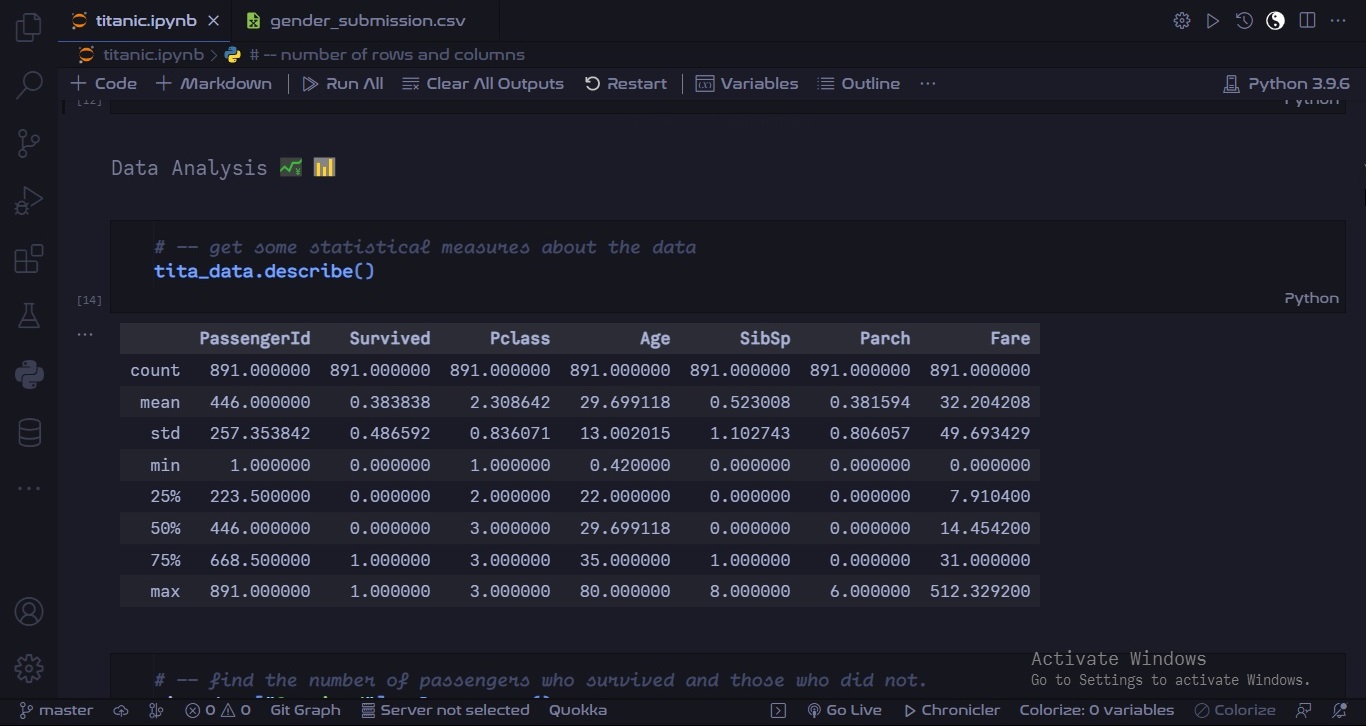 titanic.ipynb
gender_submission.csv
titanic.ipynb > # -- number of rows and columns
+ Code + Markdown Run All Clear All Outputs Restart Variables Outline ... Python 3.9.6
[12] Python
Data Analysis
# -- get some statistical measures about the data
tita_data.describe()
[14] Python
PassengerId Survived Pclass Age SibSp Parch Fare
count 891.000000 891.000000 891.000000 891.000000 891.000000 891.000000 891.000000
mean 446.000000 0.383838 2.308642 29.699118 0.523008 0.381594 32.204208
std 257.353842 0.486592 0.836071 13.002015 1.102743 0.806057 49.693429
min 1.000000 0.000000 1.000000 0.420000 0.000000 0.000000 0.000000
25% 223.500000 0.000000 2.000000 22.000000 0.000000 0.000000 7.910400
50% 446.000000 0.000000 3.000000 29.699118 0.000000 0.000000 14.454200
75% 668.500000 1.000000 3.000000 35.000000 1.000000 0.000000 31.000000
max 891.000000 1.000000 3.000000 80.000000 8.000000 6.000000 512.329200
# -- find the number of passengers who survived and those who did not.
Activate Windows
Go to Settings to activate Windows.
master 0 0 Git Graph Server not selected Quokka Go Live Chronicler Colorize: 0 variables Colorize